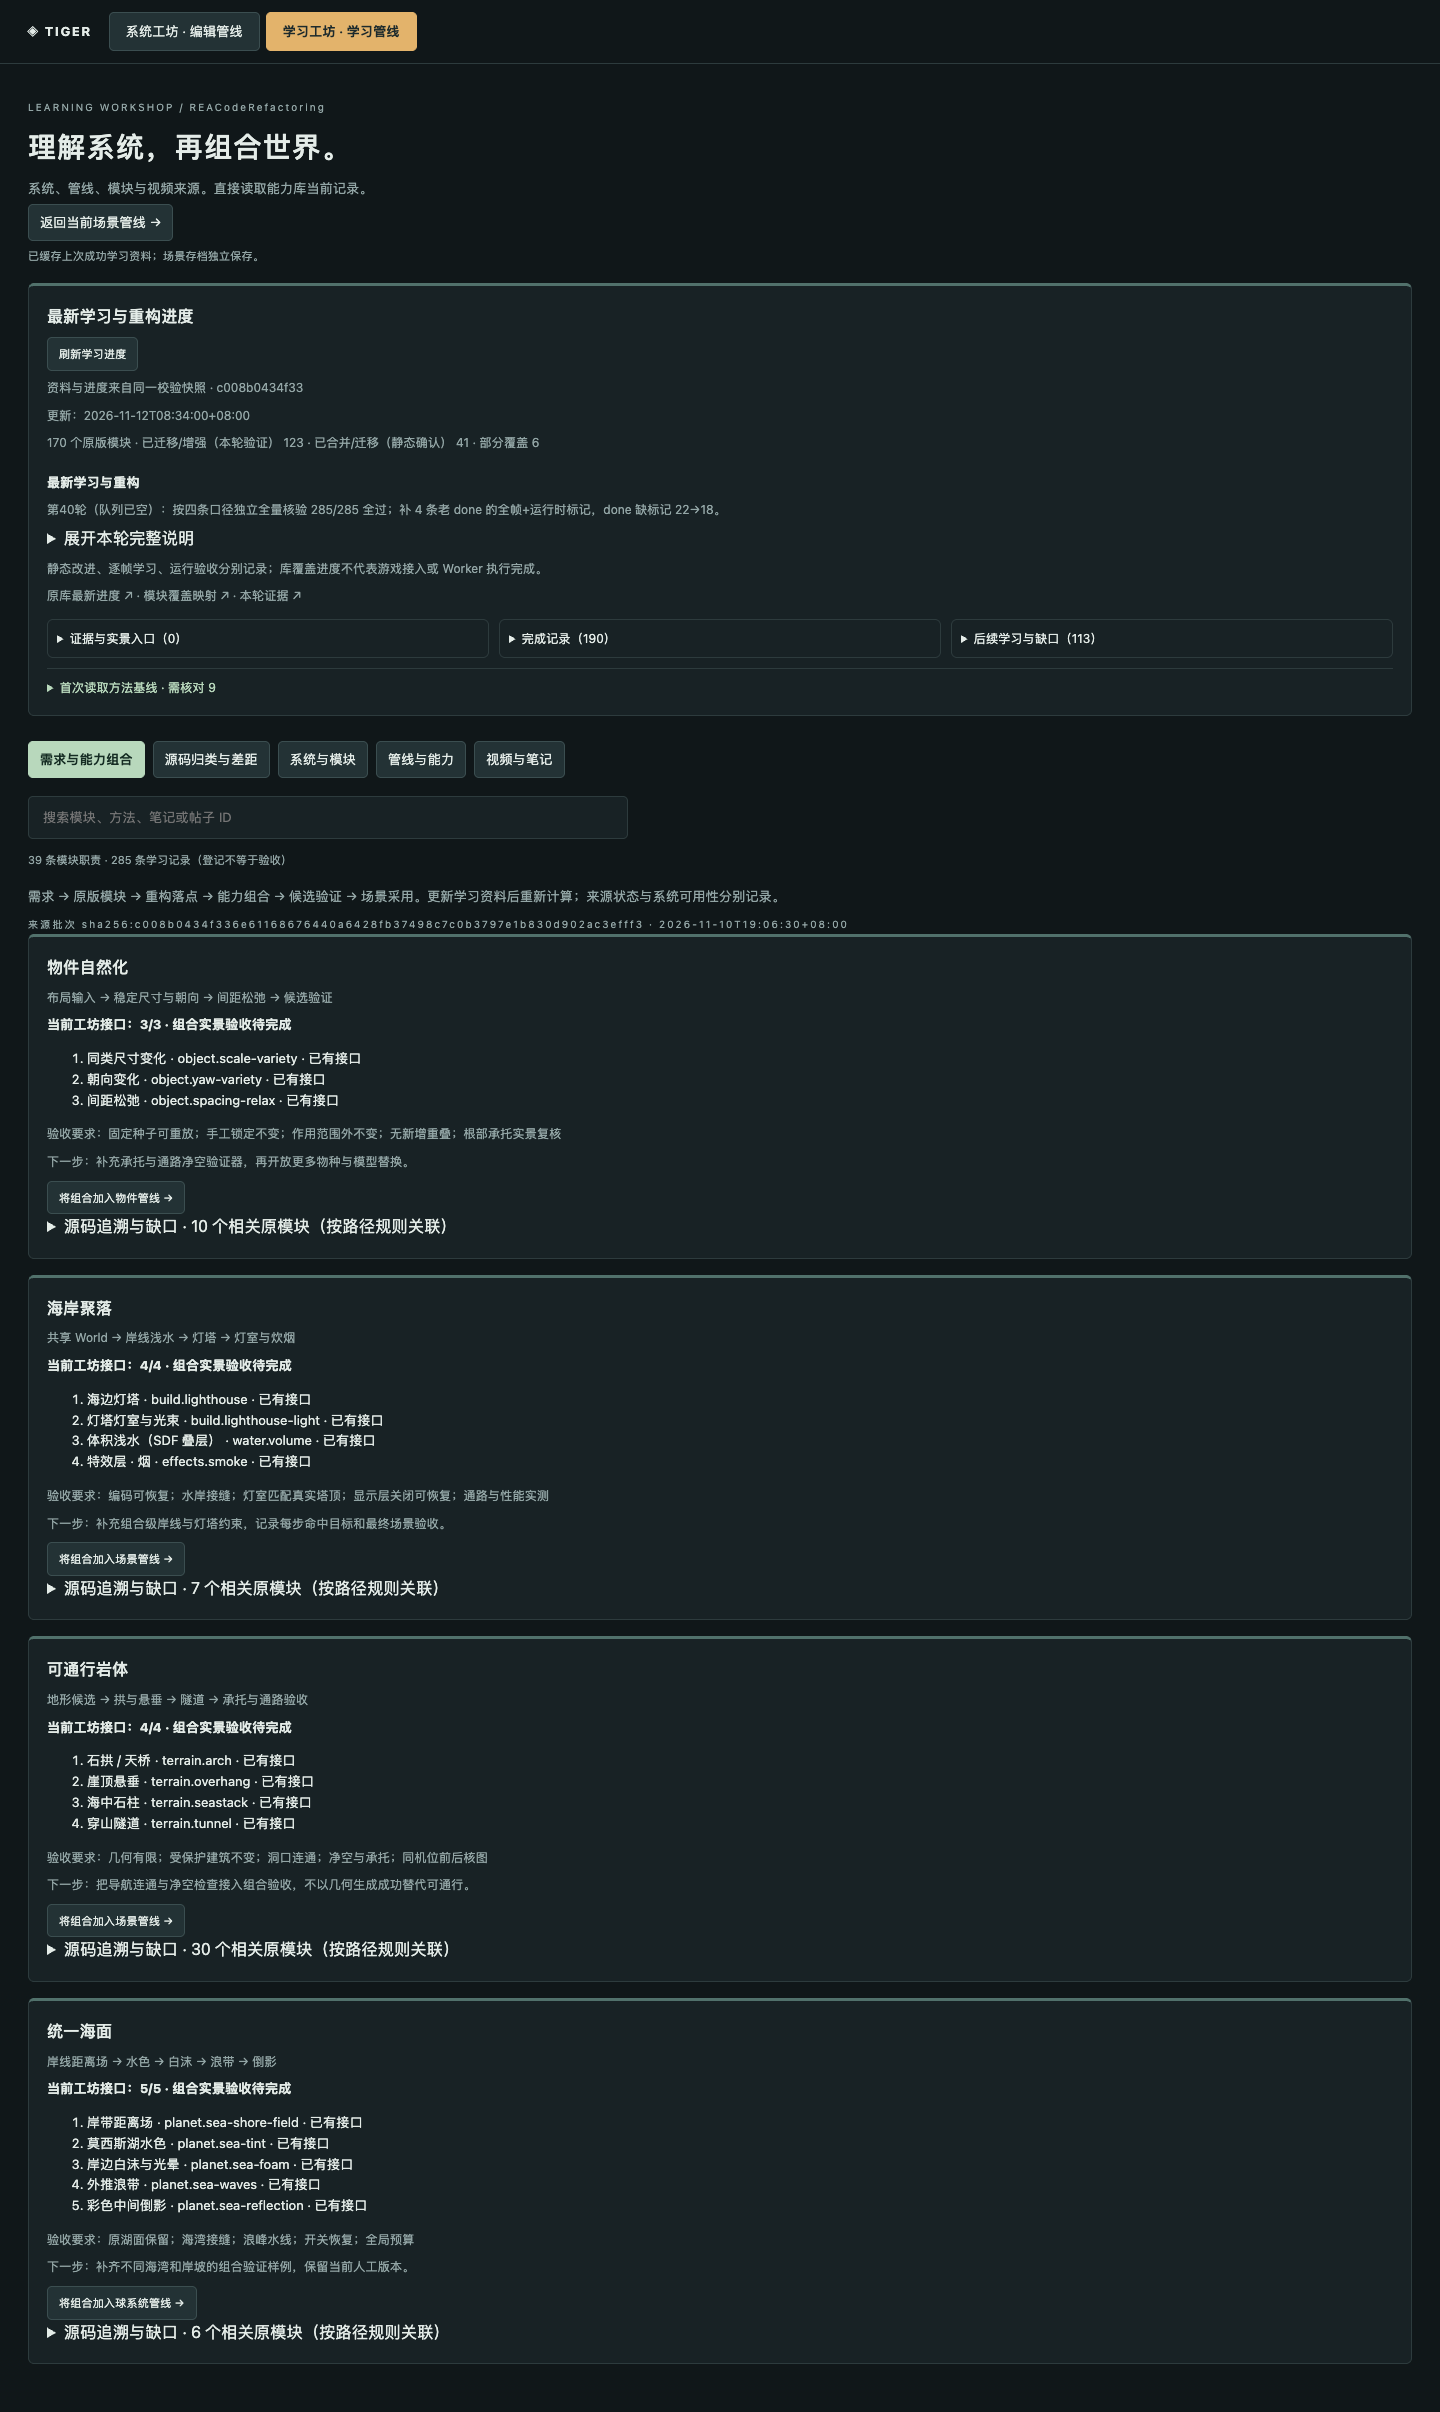 ◈ TIGER
系统工坊 · 编辑管线
学习工坊 · 学习管线
LEARNING WORKSHOP / REACodeRefactoring
理解系统，再组合世界。
系统、管线、模块与视频来源。直接读取能力库当前记录。
返回当前场景管线 →
已缓存上次成功学习资料；场景存档独立保存。
最新学习与重构进度
刷新学习进度
资料与进度来自同一校验快照 · c008b0434f33
更新：2026-11-12T08:34:00+08:00
170 个原版模块 · 已迁移/增强（本轮验证） 123 · 已合并/迁移（静态确认） 41 · 部分覆盖 6
最新学习与重构
第40轮（队列已空）：按四条口径独立全量核验 285/285 全过；补 4 条老 done 的全帧+运行时标记，done 缺标记 22→18。
▶ 展开本轮完整说明
静态改进、逐帧学习、运行验收分别记录；库覆盖进度不代表游戏接入或 Worker 执行完成。
原库最新进度 ↗ · 模块覆盖映射 ↗ · 本轮证据 ↗
▶ 证据与实景入口（0）
▶ 完成记录（190）
▶ 后续学习与缺口（113）
▶ 首次读取方法基线 · 需核对 9
需求与能力组合
源码归类与差距
系统与模块
管线与能力
视频与笔记
搜索模块、方法、笔记或帖子 ID
39 条模块职责 · 285 条学习记录（登记不等于验收）
需求 → 原版模块 → 重构落点 → 能力组合 → 候选验证 → 场景采用。更新学习资料后重新计算；来源状态与系统可用性分别记录。
来源批次 sha256:c008b0434f336e61168676440a6428fb37498c7c0b3797e1b830d902ac3efff3 · 2026-11-10T19:06:30+08:00
物件自然化
布局输入 → 稳定尺寸与朝向 → 间距松弛 → 候选验证
当前工坊接口：3/3 · 组合实景验收待完成
1. 同类尺寸变化 · object.scale-variety · 已有接口
2. 朝向变化 · object.yaw-variety · 已有接口
3. 间距松弛 · object.spacing-relax · 已有接口
验收要求：固定种子可重放；手工锁定不变；作用范围外不变；无新增重叠；根部承托实景复核
下一步：补充承托与通路净空验证器，再开放更多物种与模型替换。
将组合加入物件管线 →
▶ 源码追溯与缺口 · 10 个相关原模块（按路径规则关联）
海岸聚落
共享 World → 岸线浅水 → 灯塔 → 灯室与炊烟
当前工坊接口：4/4 · 组合实景验收待完成
1. 海边灯塔 · build.lighthouse · 已有接口
2. 灯塔灯室与光束 · build.lighthouse-light · 已有接口
3. 体积浅水（SDF 叠层） · water.volume · 已有接口
4. 特效层 · 烟 · effects.smoke · 已有接口
验收要求：编码可恢复；水岸接缝；灯室匹配真实塔顶；显示层关闭可恢复；通路与性能实测
下一步：补充组合级岸线与灯塔约束，记录每步命中目标和最终场景验收。
将组合加入场景管线 →
▶ 源码追溯与缺口 · 7 个相关原模块（按路径规则关联）
可通行岩体
地形候选 → 拱与悬垂 → 隧道 → 承托与通路验收
当前工坊接口：4/4 · 组合实景验收待完成
1. 石拱 / 天桥 · terrain.arch · 已有接口
2. 崖顶悬垂 · terrain.overhang · 已有接口
3. 海中石柱 · terrain.seastack · 已有接口
4. 穿山隧道 · terrain.tunnel · 已有接口
验收要求：几何有限；受保护建筑不变；洞口连通；净空与承托；同机位前后核图
下一步：把导航连通与净空检查接入组合验收，不以几何生成成功替代可通行。
将组合加入场景管线 →
▶ 源码追溯与缺口 · 30 个相关原模块（按路径规则关联）
统一海面
岸线距离场 → 水色 → 白沫 → 浪带 → 倒影
当前工坊接口：5/5 · 组合实景验收待完成
1. 岸带距离场 · planet.sea-shore-field · 已有接口
2. 莫西斯湖水色 · planet.sea-tint · 已有接口
3. 岸边白沫与光晕 · planet.sea-foam · 已有接口
4. 外推浪带 · planet.sea-waves · 已有接口
5. 彩色中间倒影 · planet.sea-reflection · 已有接口
验收要求：原湖面保留；海湾接缝；浪峰水线；开关恢复；全局预算
下一步：补齐不同海湾和岸坡的组合验证样例，保留当前人工版本。
将组合加入球系统管线 →
▶ 源码追溯与缺口 · 6 个相关原模块（按路径规则关联）